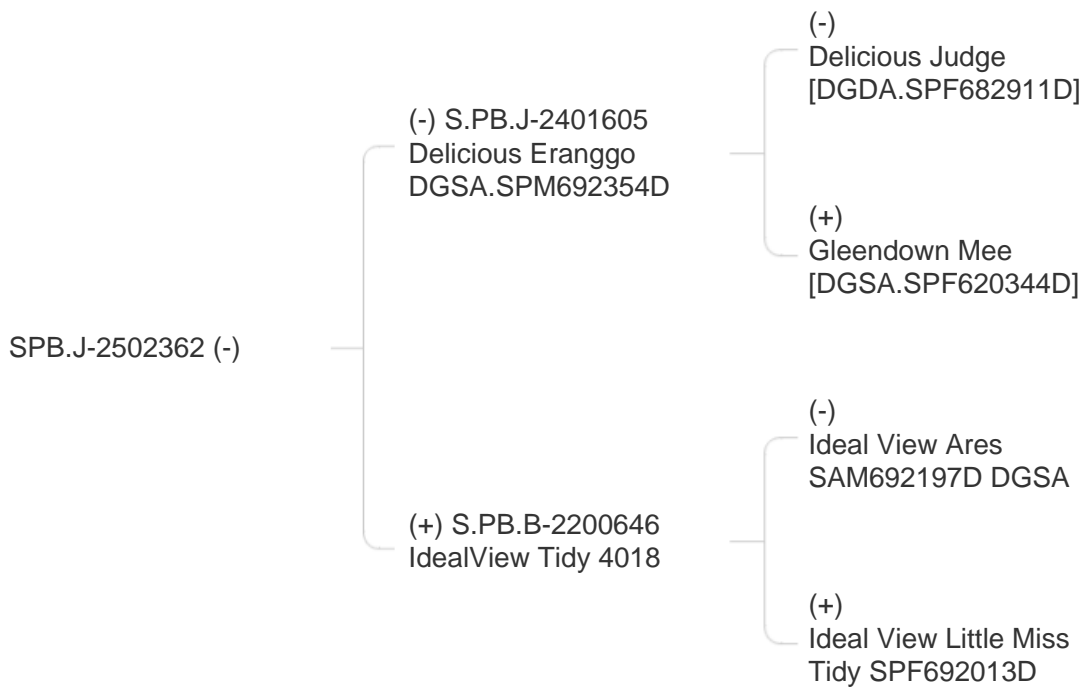 (-)
Delicious Judge
[DGDA.SPF682911D]
(-) S.PB.J-2401605
Delicious Eranggo
DGSA.SPM692354D
(+)
Gleendown Mee
[DGSA.SPF620344D]
SPB.J-2502362 (-)
(-)
Ideal View Ares
SAM692197D DGSA
(+) S.PB.B-2200646
IdealView Tidy 4018
(+)
Ideal View Little Miss
Tidy SPF692013D